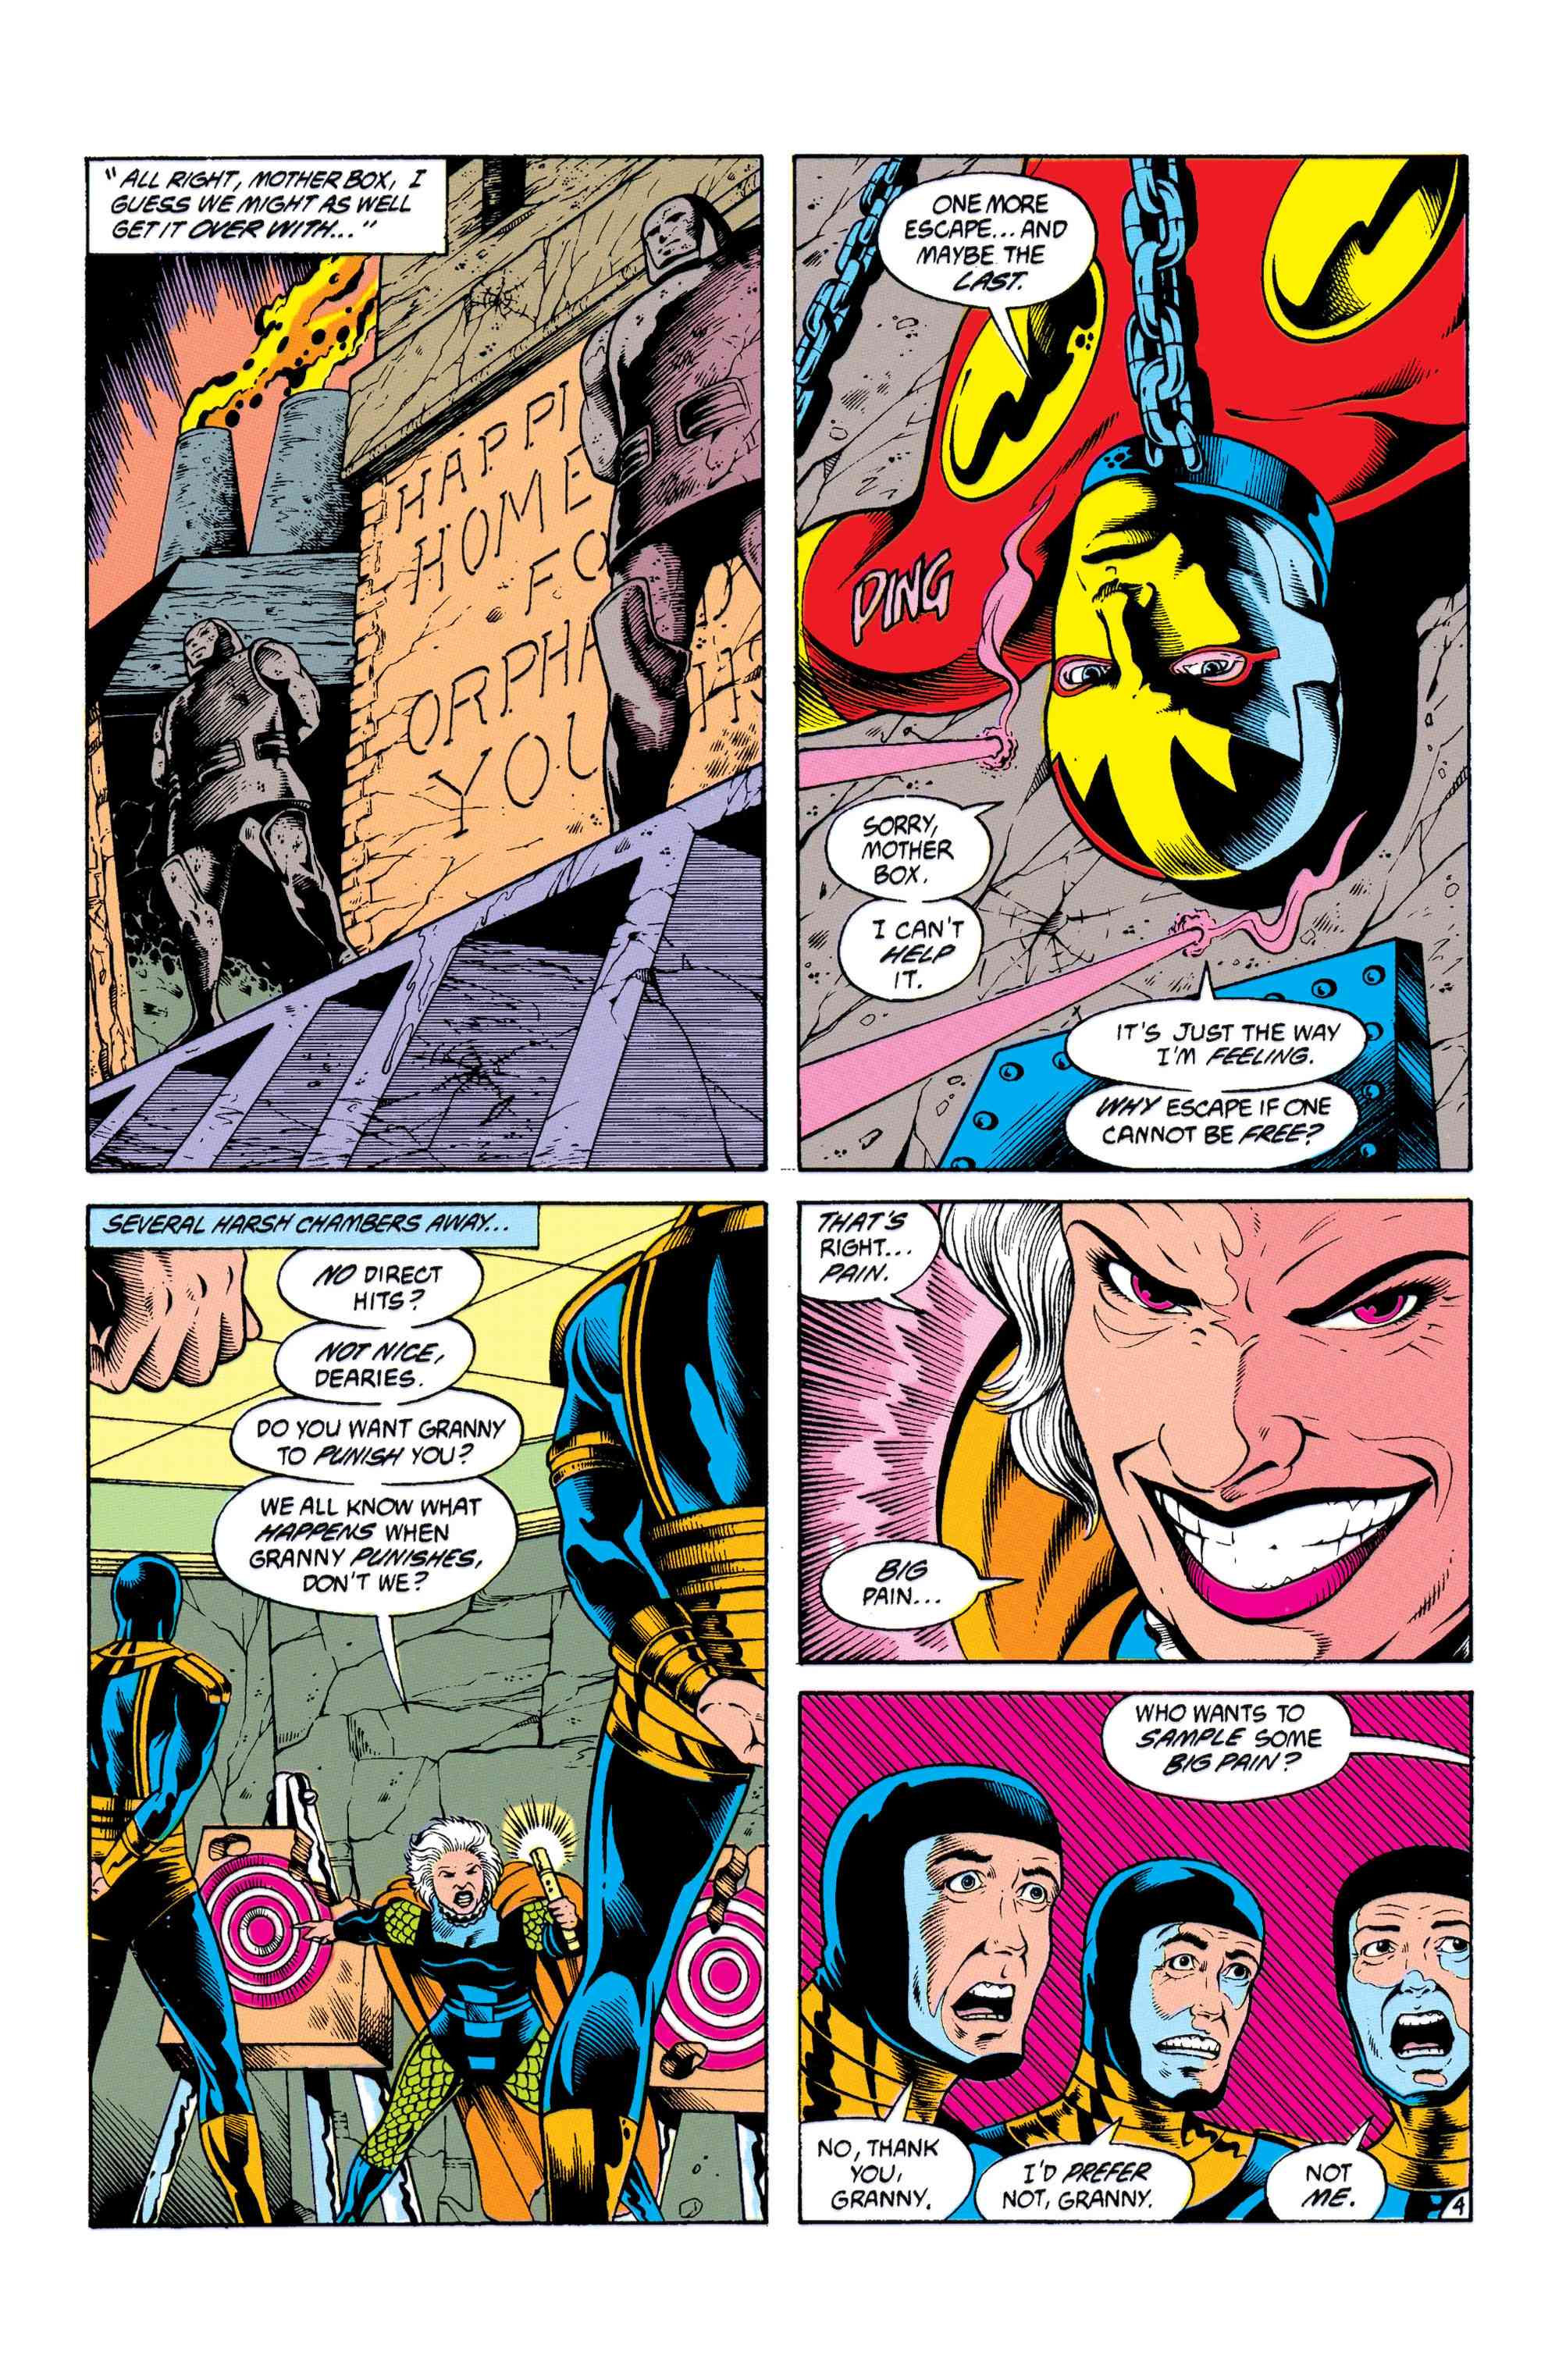 "ALL RIGHT, MOTHER BOX, I
GUESS WE MIGHT AS WELL
GET IT OVER WITH..."
HAPPI
HOME
FO
ORPHA
YOU
ONE MORE
ESCAPE... AND
MAYBE THE
LAST.
PING
SORRY,
MOTHER
BOX.
I CAN'T
HELP
IT.
IT'S JUST THE WAY
I'M FEELING.
WHY ESCAPE IF ONE
CANNOT BE FREE?
SEVERAL HARSH CHAMBERS AWAY...
NO DIRECT
HITS?
NOT NICE,
DEARIES.
DO YOU WANT GRANNY
TO PUNISH YOU?
WE ALL KNOW WHAT
HAPPENS WHEN
GRANNY PUNISHES,
DON'T WE?
THAT'S
RIGHT...
PAIN.
BIG
PAIN...
WHO WANTS TO
SAMPLE SOME
BIG PAIN?
NO, THANK
YOU,
GRANNY.
I'D PREFER
NOT, GRANNY.
NOT
ME.
4